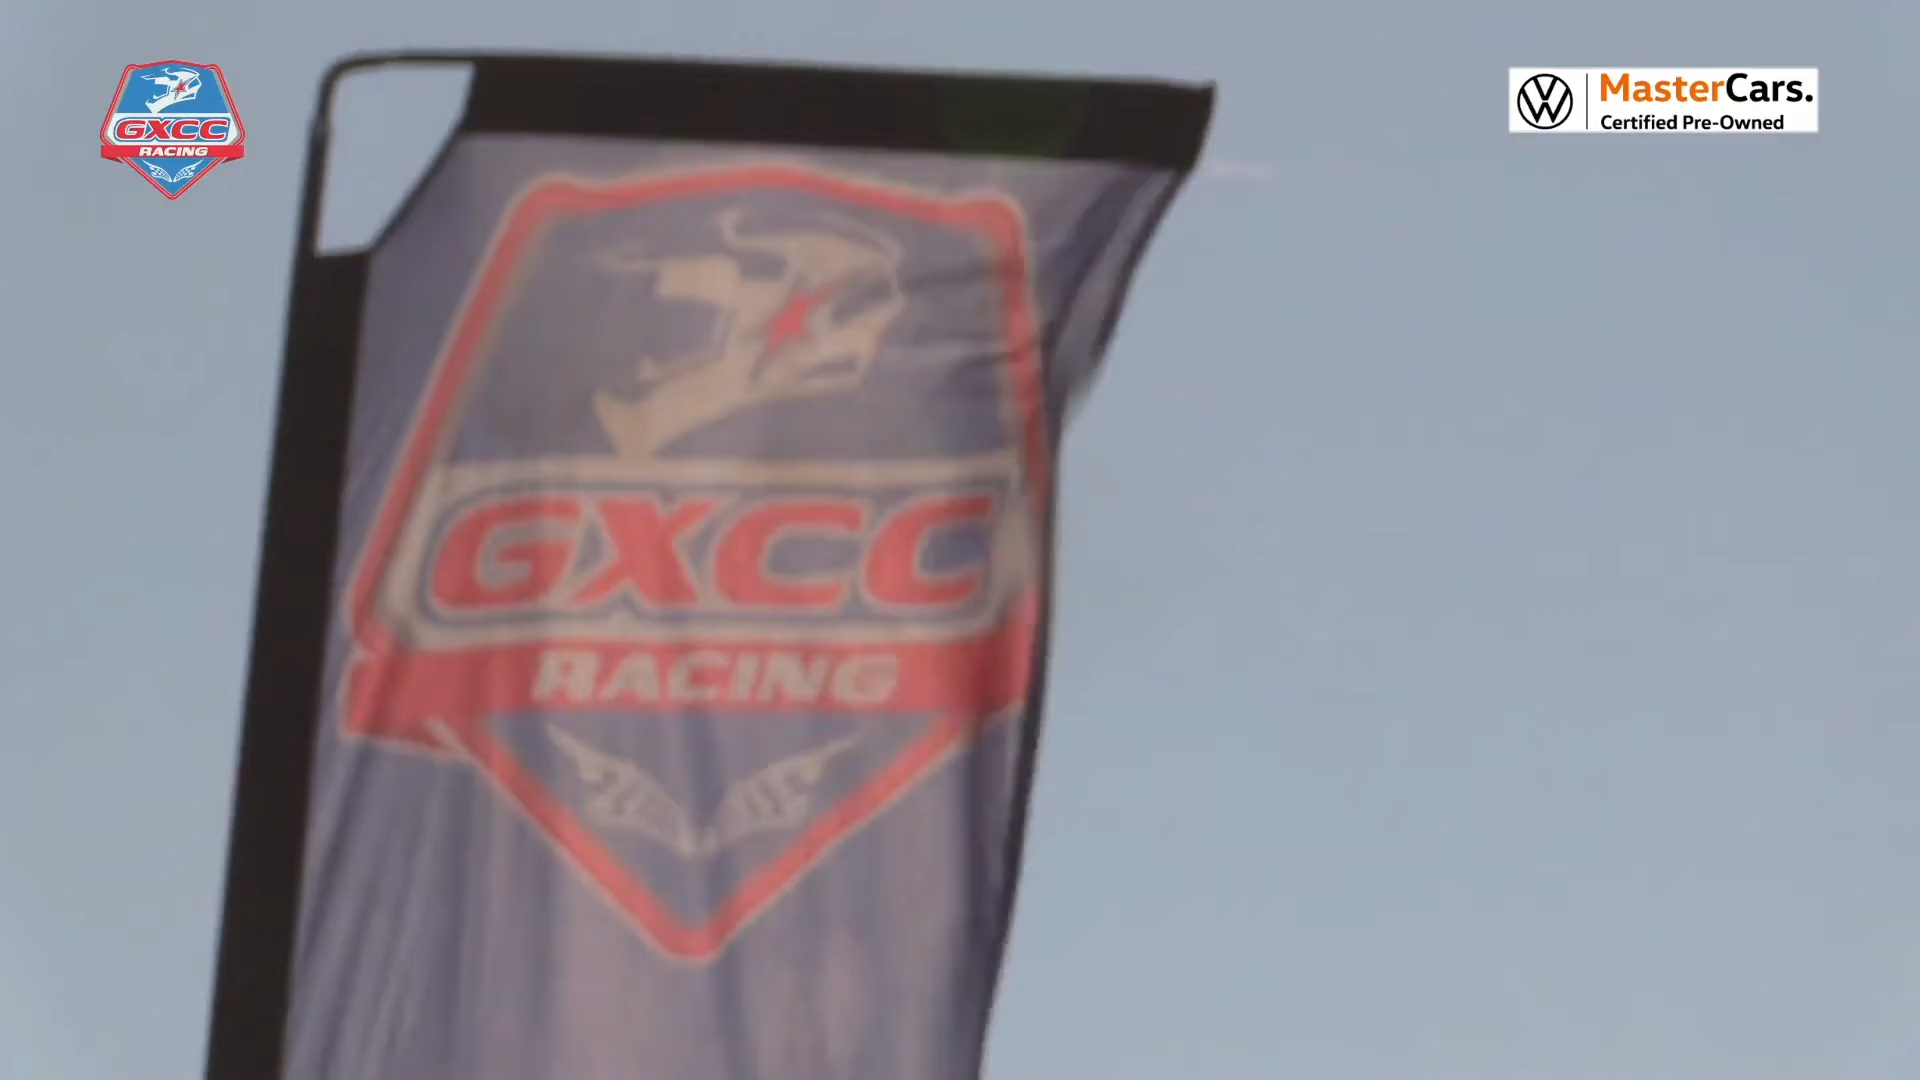 GXCC
RACING
MasterCars.
Certified Pre-Owned
GXCC
RACING